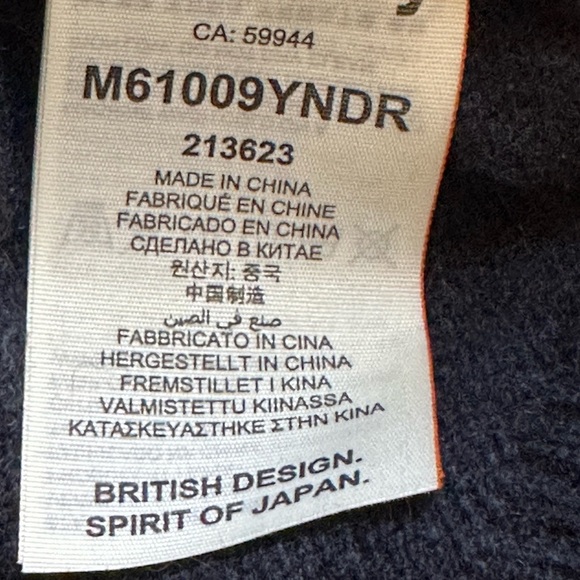 CA: 59944
M61009YNDR
213623
MADE IN CHINA
FABRIQUÉ EN CHINE
FABRICADO EN CHINA
СДЕЛАНО В КИТАЕ
원산지: 중국
中国制造
صنع في الصين
FABBRICATO IN CINA
HERGESTELLT IN CHINA
FREMSTILLET I KINA
VALMISTETTU KIINASSA
ΚΑΤΑΣΚΕΥΑΣΤΗΚΕ ΣΤΗΝ ΚΙΝΑ
BRITISH DESIGN.
SPIRIT OF JAPAN.